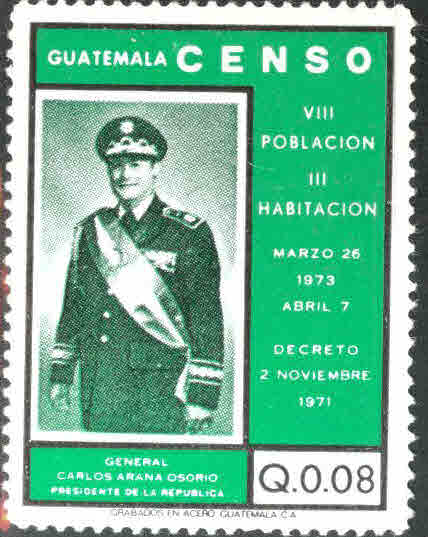 GUATEMALA CENSO
VIII
POBLACION
III
HABITACION
MARZO 26
1973
ABRIL 7
DECRETO
2 NOVIEMBRE
1971
GENERAL
CARLOS ARANA OSORIO
PRESIDENTE DE LA REPUBLICA
Q.0.08
GRABADOS EN ACERO GUATEMALA C.A.